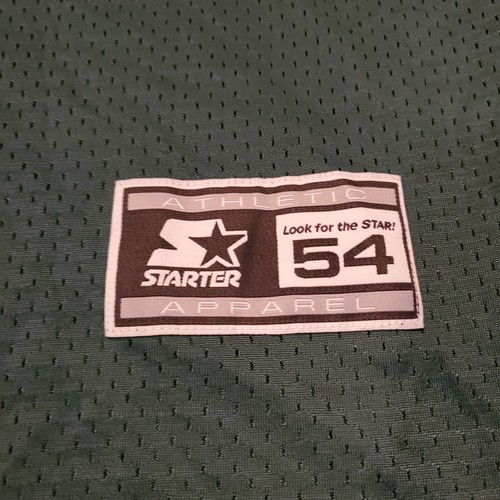 ATHLETIC
Look for the STAR!
54
STARTER
APPAREL